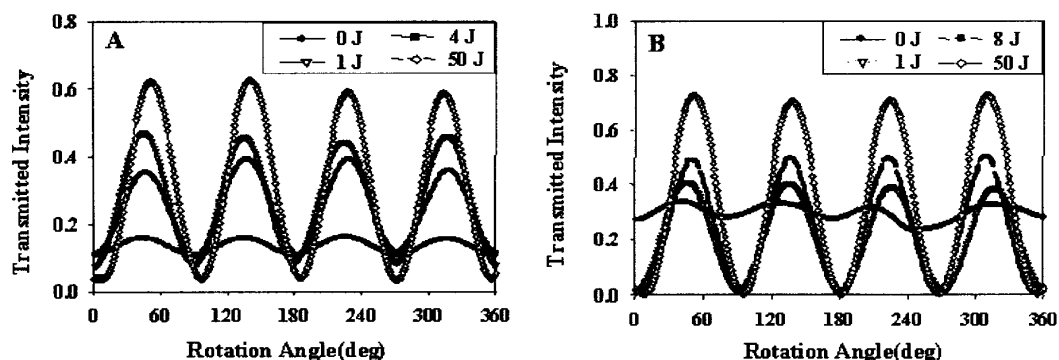 A
0 J 4 J
1 J 50 J
Transmitted Intensity
0.8
0.6
0.4
0.2
0.0
0 60 120 180 240 300 360
Rotation Angle(deg)
B
0 J 8 J
1 J 50 J
Transmitted Intensity
1.0
0.8
0.6
0.4
0.2
0.0
0 60 120 180 240 300 360
Rotation Angle(deg)